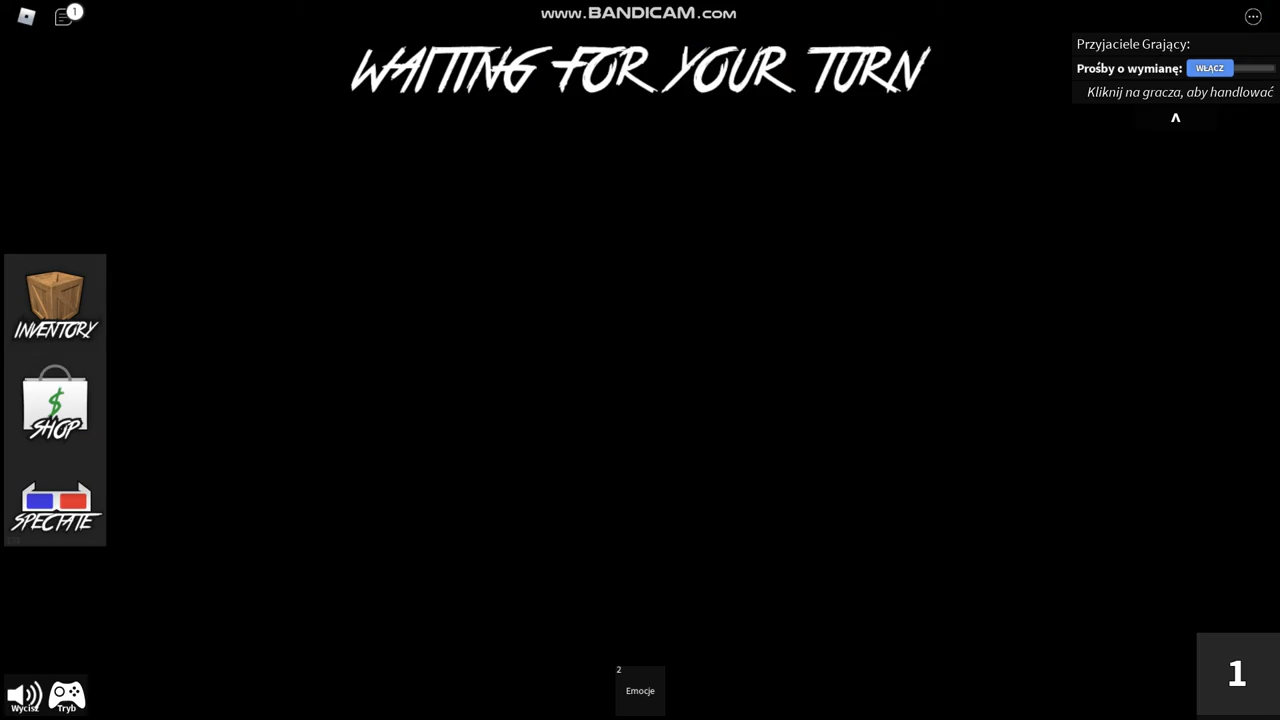 1
www.BANDICAM.com
WAITING FOR YOUR TURN
Przyjaciele Grający:
Prośby o wymianę: WŁĄCZ
Kliknij na gracza, aby handlować
^
INVENTORY
$
SHOP
SPECTATE
2
Emocje
Wycisz
Tryb
1